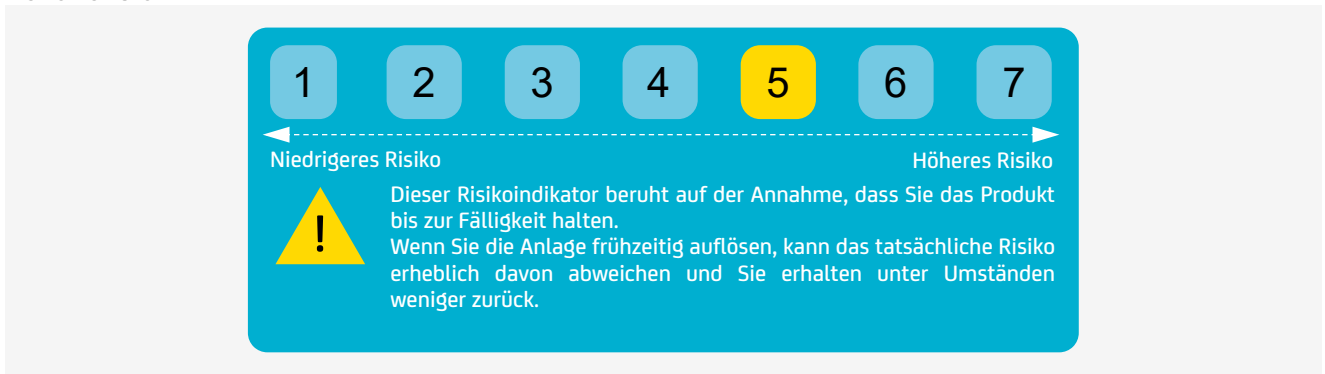 1 2 3 4 5 6 7
Niedrigeres Risiko Höheres Risiko
Dieser Risikoindikator beruht auf der Annahme, dass Sie das Produkt
bis zur Fälligkeit halten.
!
Wenn Sie die Anlage frühzeitig auflösen, kann das tatsächliche Risiko
erheblich davon abweichen und Sie erhalten unter Umständen
weniger zurück.